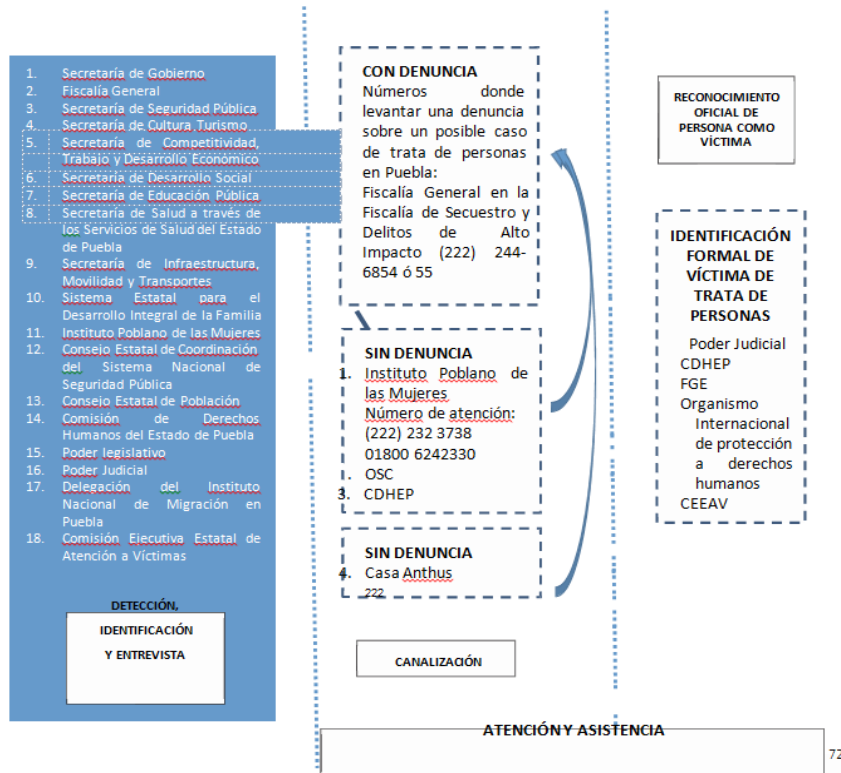 1. Secretaría de Gobierno
2. Fiscalía General
3. Secretaría de Seguridad Pública
4. Secretaría de Cultura Turismo
5. Secretaría de Competitividad,
Trabajo y Desarrollo Económico
6. Secretaría de Desarrollo Social
7. Secretaría de Educación Pública
8. Secretaría de Salud a través de
los Servicios de Salud del Estado
de Puebla
9. Secretaría de Infraestructura,
Movilidad y Transportes
10. Sistema Estatal para el
Desarrollo Integral de la Familia
11. Instituto Poblano de las Mujeres
12. Consejo Estatal de Coordinación
del Sistema Nacional de
Seguridad Pública
13. Consejo Estatal de Población
14. Comisión de Derechos
Humanos del Estado de Puebla
15. Poder legislativo
16. Poder Judicial
17. Delegación del Instituto
Nacional de Migración en
Puebla
18. Comisión Ejecutiva Estatal de
Atención a Víctimas
DETECCIÓN,
IDENTIFICACIÓN
Y ENTREVISTA
CON DENUNCIA
Números donde
levantar una denuncia
sobre un posible caso
de trata de personas
en Puebla:
Fiscalía General en la
Fiscalía de Secuestro y
Delitos de Alto
Impacto (222) 244-
6854 ó 55
SIN DENUNCIA
1. Instituto Poblano de
las Mujeres
Número de atención:
(222) 232 3738
01800 6242330
. OSC
3. CDHEP
SIN DENUNCIA
4. Casa Anthus
222
CANALIZACIÓN
RECONOCIMIENTO
OFICIAL DE
PERSONA COMO
VÍCTIMA
IDENTIFICACIÓN
FORMAL DE
VÍCTIMA DE
TRATA DE
PERSONAS
Poder Judicial
CDHEP
FGE
Organismo
Internacional
de protección
a derechos
humanos
CEEAV
ATENCIÓN Y ASISTENCIA
72